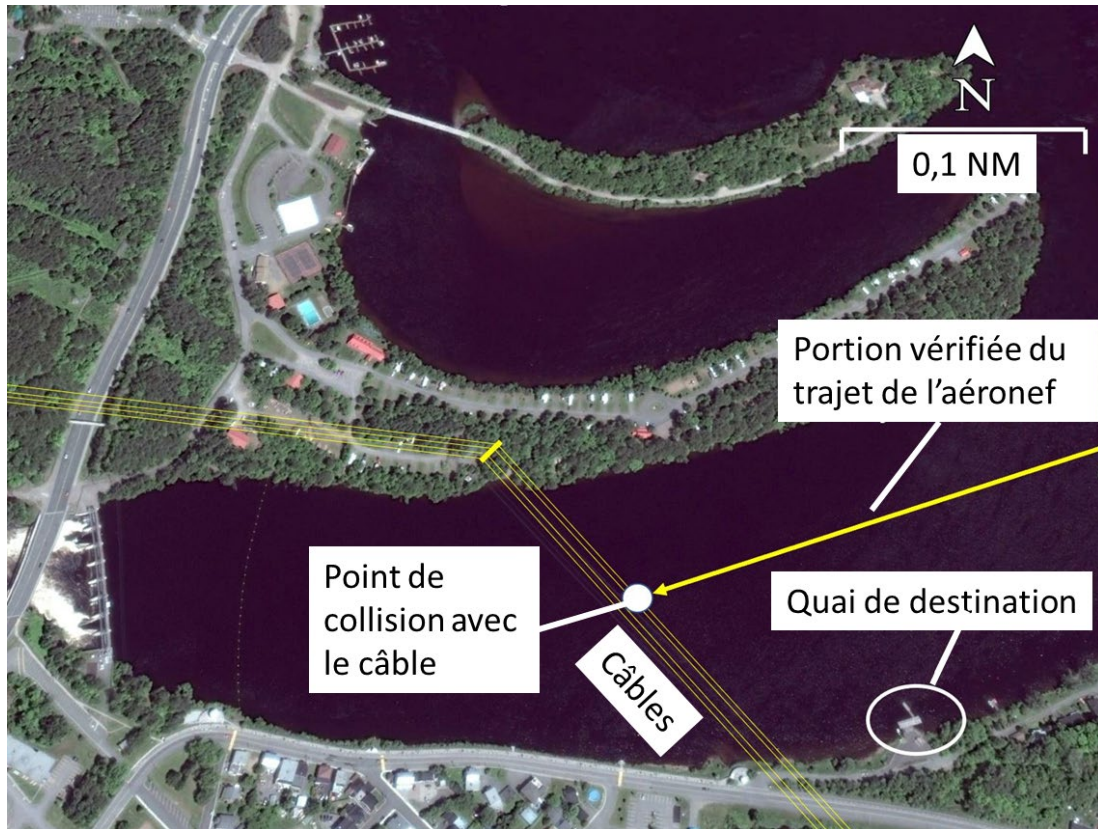 N
0,1 NM
Portion vérifiée du
trajet de l’aéronef
Point de
collision avec
le câble
Quai de destination
Câbles